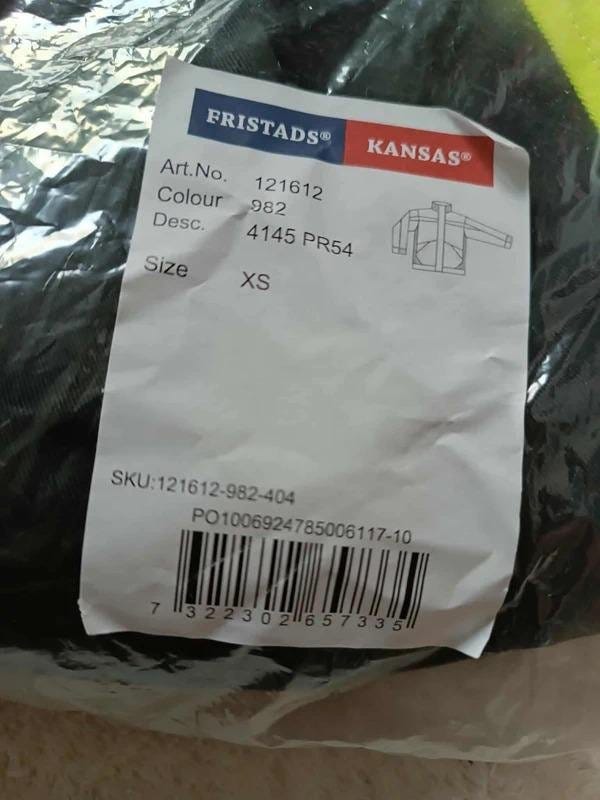 FRISTADS® KANSAS®
Art.No. 121612
Colour 982
Desc. 4145 PR54
Size XS
SKU:121612-982-404
PO1006924785006117-10
7 322302 657335